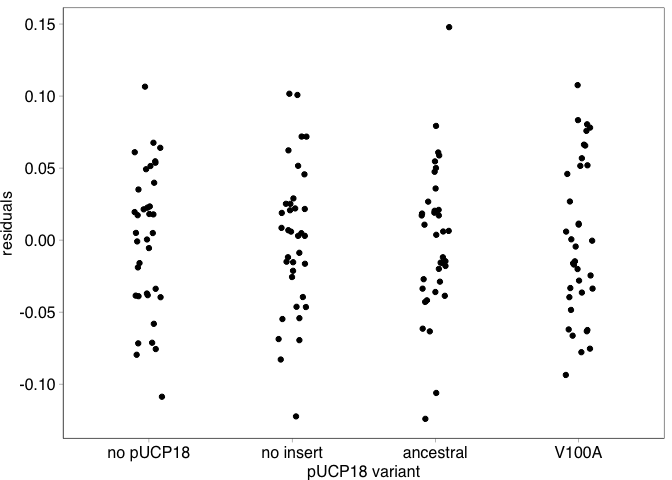 0.15
0.10
0.05
0.00
-0.05
-0.10
residuals
no pUCP18 no insert ancestral V100A
pUCP18 variant